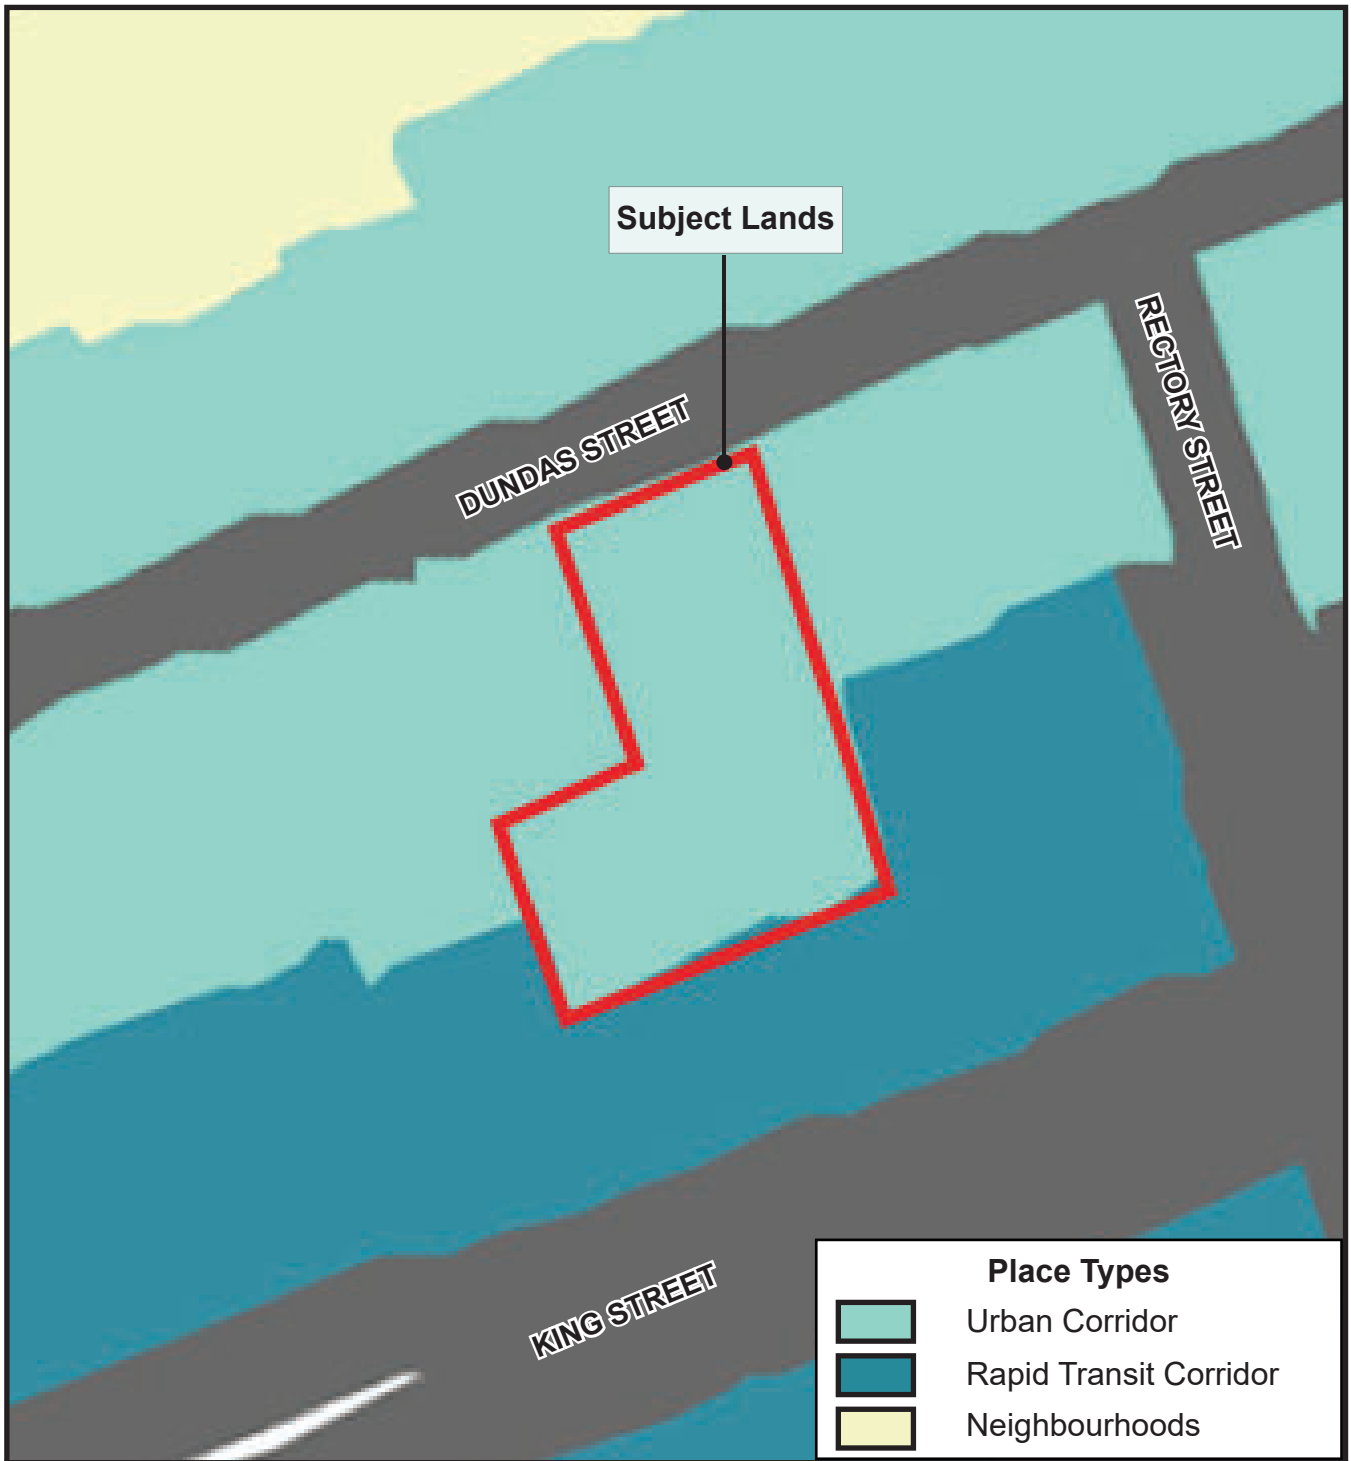 Subject Lands
DUNDAS STREET
RECTORY STREET
KING STREET
Place Types
Urban Corridor
Rapid Transit Corridor
Neighbourhoods